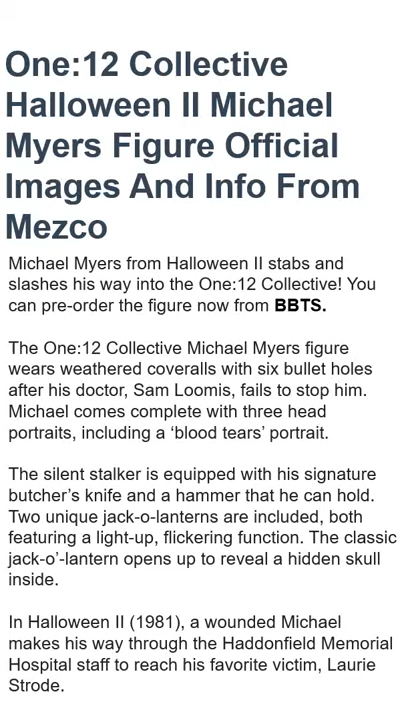 One:12 Collective
Halloween II Michael
Myers Figure Official
Images And Info From
Mezco
Michael Myers from Halloween II stabs and
slashes his way into the One:12 Collective! You
can pre-order the figure now from BBTS.
The One:12 Collective Michael Myers figure
wears weathered coveralls with six bullet holes
after his doctor, Sam Loomis, fails to stop him.
Michael comes complete with three head
portraits, including a ‘blood tears’ portrait.
The silent stalker is equipped with his signature
butcher’s knife and a hammer that he can hold.
Two unique jack-o-lanterns are included, both
featuring a light-up, flickering function. The classic
jack-o’-lantern opens up to reveal a hidden skull
inside.
In Halloween II (1981), a wounded Michael
makes his way through the Haddonfield Memorial
Hospital staff to reach his favorite victim, Laurie
Strode.